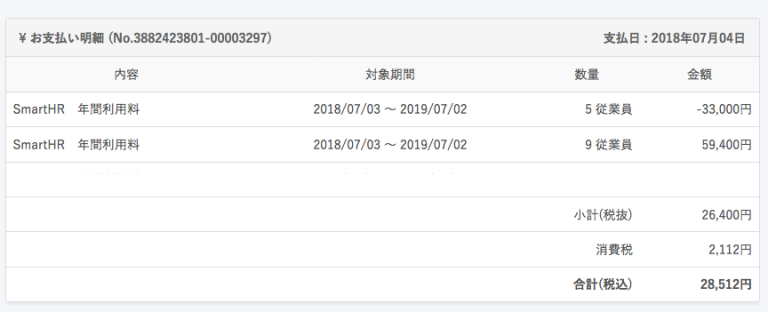 ¥ お支払い明細 (No.3882423801-00003297) 支払日 : 2018年07月04日
内容 対象期間 数量 金額
SmartHR 年間利用料 2018/07/03 〜 2019/07/02 5 従業員 -33,000円
SmartHR 年間利用料 2018/07/03 〜 2019/07/02 9 従業員 59,400円
小計(税抜) 26,400円
消費税 2,112円
合計(税込) 28,512円